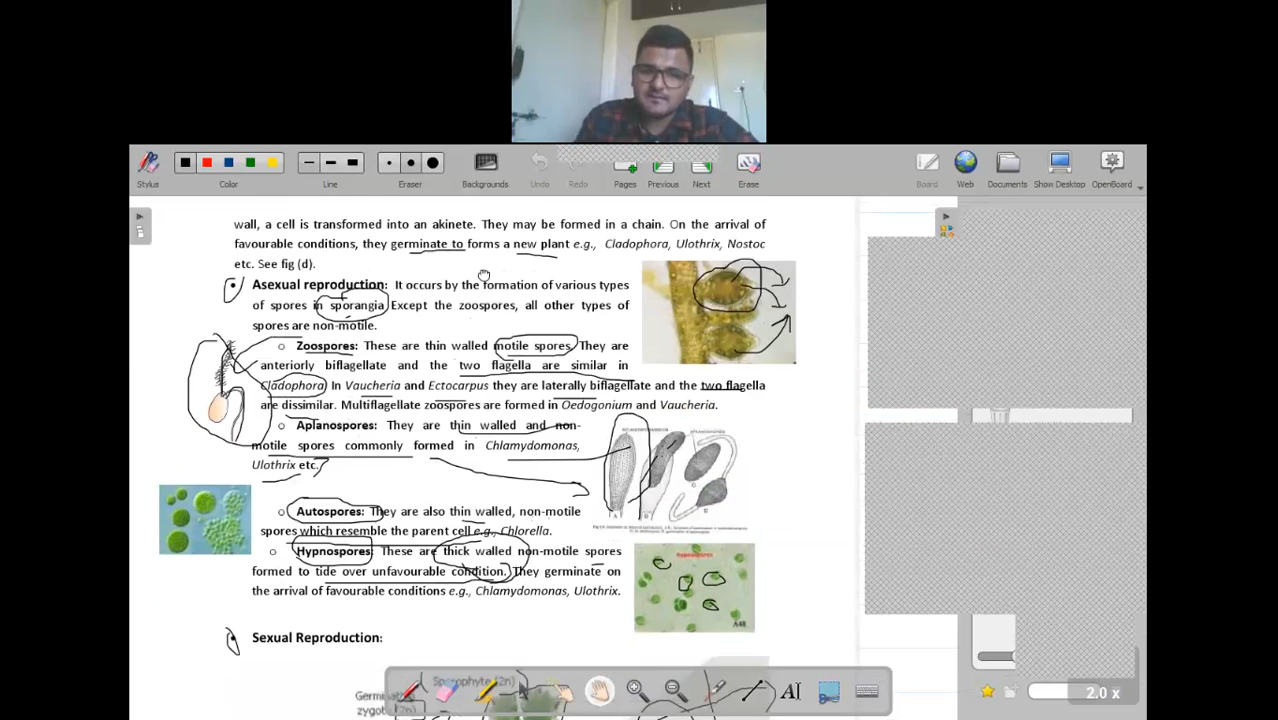 Stylus
Color
Line
Eraser
Backgrounds
Undo
Redo
Pages
Previous
Next
Erase
Board
Web
Documents
Show Desktop
OpenBoard
wall, a cell is transformed into an akinete. They may be formed in a chain. On the arrival of
favourable conditions, they germinate to forms a new plant e.g., Cladophora, Ulothrix, Nostoc
etc. See fig (d).
Asexual reproduction: It occurs by the formation of various types
of spores in sporangia Except the zoospores, all other types of
spores are non-motile.
o Zoospores: These are thin walled motile spores They are
anteriorly biflagellate and the two flagella are similar in
Cladophora In Vaucheria and Ectocarpus they are laterally biflagellate and the two flagella
are dissimilar. Multiflagellate zoospores are formed in Oedogonium and Vaucheria.
o Aplanospores: They are thin walled and non-
motile spores commonly formed in Chlamydomonas,
Ulothrix etc.
o Autospores: They are also thin walled, non-motile
spores which resemble the parent cell e.g., Chlorella.
o Hypnospores: These are thick walled non-motile spores
formed to tide over unfavourable condition. They germinate on
the arrival of favourable conditions e.g., Chlamydomonas, Ulothrix.
Hypnospores
A48
Sexual Reproduction:
Sporophyte (2n)
zygote (2n)
2.0 x